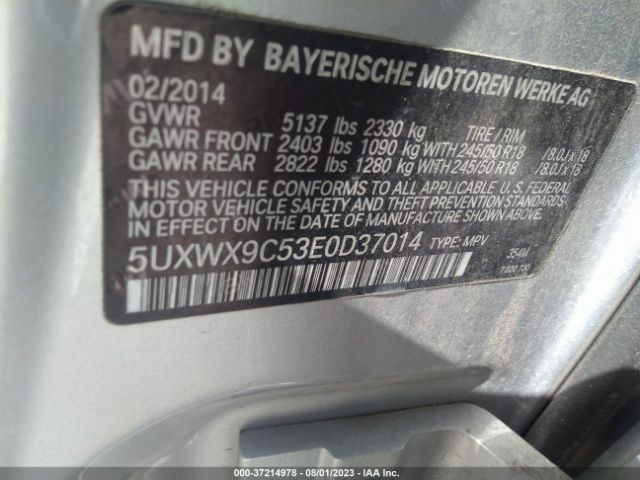 MFD BY BAYERISCHE MOTOREN WERKE AG
02/2014
GVWR 5137 lbs 2330 kg TIRE / RIM
GAWR FRONT 2403 lbs 1090 kg WITH 245/50 R18 /8.0J x 18
GAWR REAR 2822 lbs 1280 kg WITH 245/50 R18 /8.0J x 18
THIS VEHICLE CONFORMS TO ALL APPLICABLE U. S. FEDERAL
MOTOR VEHICLE SAFETY AND THEFT PREVENTION STANDARDS
IN EFFECT ON THE DATE OF MANUFACTURE SHOWN ABOVE.
5UXWX9C53E0D37014 TYPE: MPV 354M
000-37214978 - 08/01/2023 - IAA Inc.